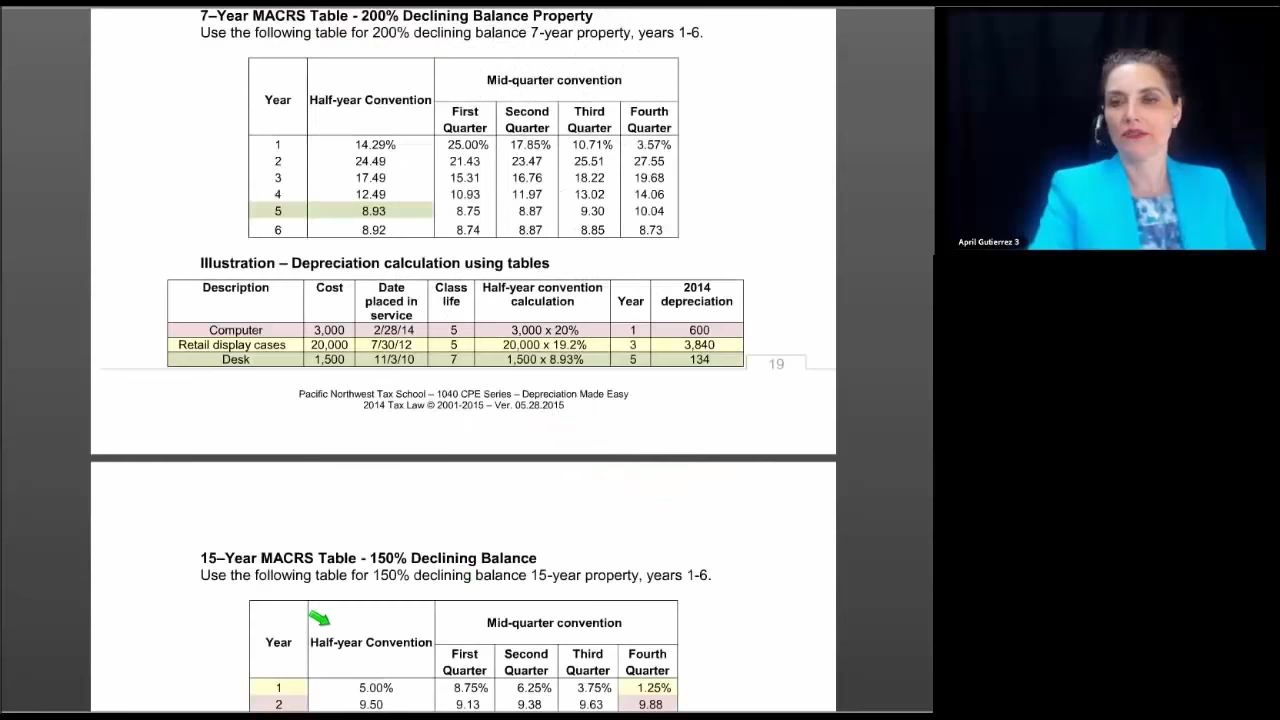 7–Year MACRS Table - 200% Declining Balance Property
Use the following table for 200% declining balance 7-year property, years 1-6.
Year Half-year Convention Mid-quarter convention
First Quarter Second Quarter Third Quarter Fourth Quarter
1 14.29% 25.00% 17.85% 10.71% 3.57%
2 24.49 21.43 23.47 25.51 27.55
3 17.49 15.31 16.76 18.22 19.68
4 12.49 10.93 11.97 13.02 14.06
5 8.93 8.75 8.87 9.30 10.04
6 8.92 8.74 8.87 8.85 8.73
Illustration – Depreciation calculation using tables
Description Cost Date placed in service Class life Half-year convention calculation Year 2014 depreciation
Computer 3,000 2/28/14 5 3,000 x 20% 1 600
Retail display cases 20,000 7/30/12 5 20,000 x 19.2% 3 3,840
Desk 1,500 11/3/10 7 1,500 x 8.93% 5 134
19
Pacific Northwest Tax School – 1040 CPE Series – Depreciation Made Easy
2014 Tax Law © 2001-2015 – Ver. 05.28.2015
15–Year MACRS Table - 150% Declining Balance
Use the following table for 150% declining balance 15-year property, years 1-6.
Year Half-year Convention Mid-quarter convention
First Quarter Second Quarter Third Quarter Fourth Quarter
1 5.00% 8.75% 6.25% 3.75% 1.25%
2 9.50 9.13 9.38 9.63 9.88
April Gutierrez 3